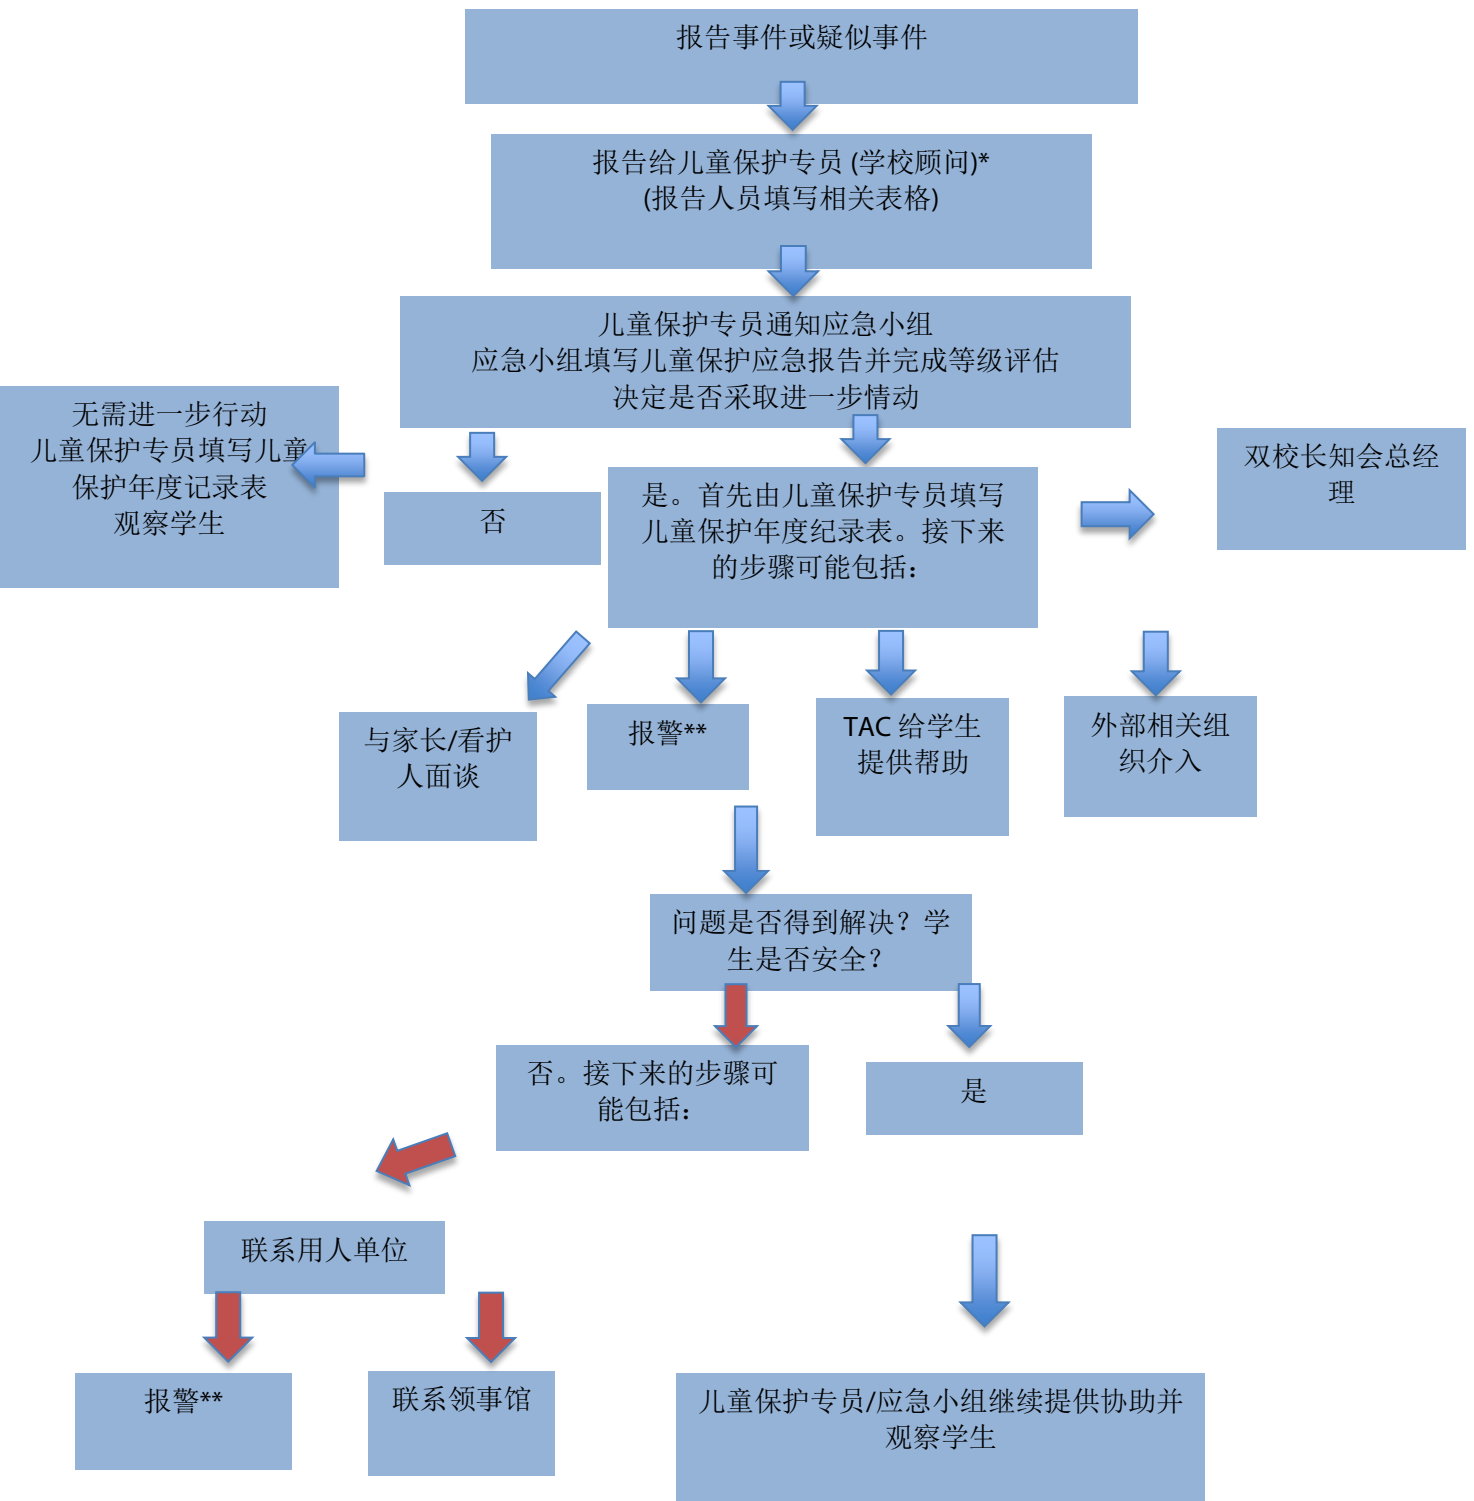 报告事件或疑似事件
报告给儿童保护专员 (学校顾问)*
(报告人员填写相关表格)
儿童保护专员通知应急小组
应急小组填写儿童保护应急报告并完成等级评估
决定是否采取进一步情动
无需进一步行动
儿童保护专员填写儿童
保护年度记录表
观察学生
否
是。首先由儿童保护专员填写
儿童保护年度纪录表。接下来
的步骤可能包括：
双校长知会总经
理
与家长/看护
人面谈
报警**
TAC 给学生
提供帮助
外部相关组
织介入
问题是否得到解决？学
生是否安全？
否。接下来的步骤可
能包括：
是
联系用人单位
报警**
联系领事馆
儿童保护专员/应急小组继续提供协助并
观察学生